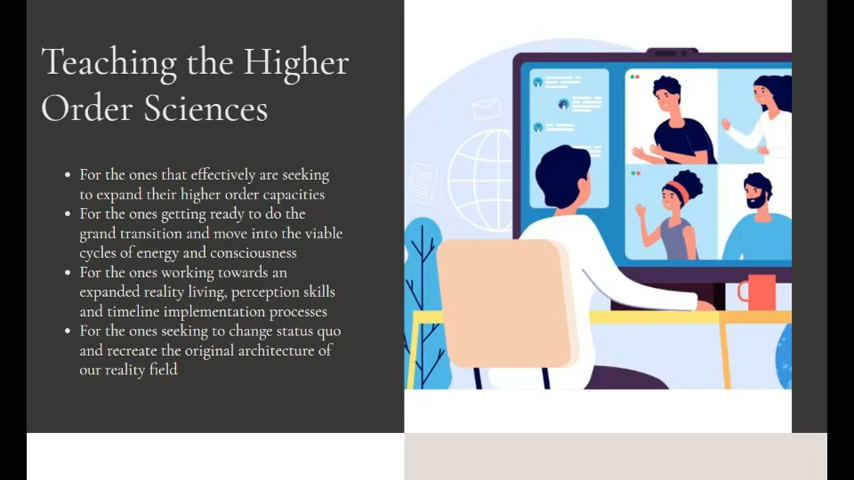 Teaching the Higher
Order Sciences
• For the ones that effectively are seeking
to expand their higher order capacities
• For the ones getting ready to do the
grand transition and move into the viable
cycles of energy and consciousness
• For the ones working towards an
expanded reality living, perception skills
and timeline implementation processes
• For the ones seeking to change status quo
and recreate the original architecture of
our reality field